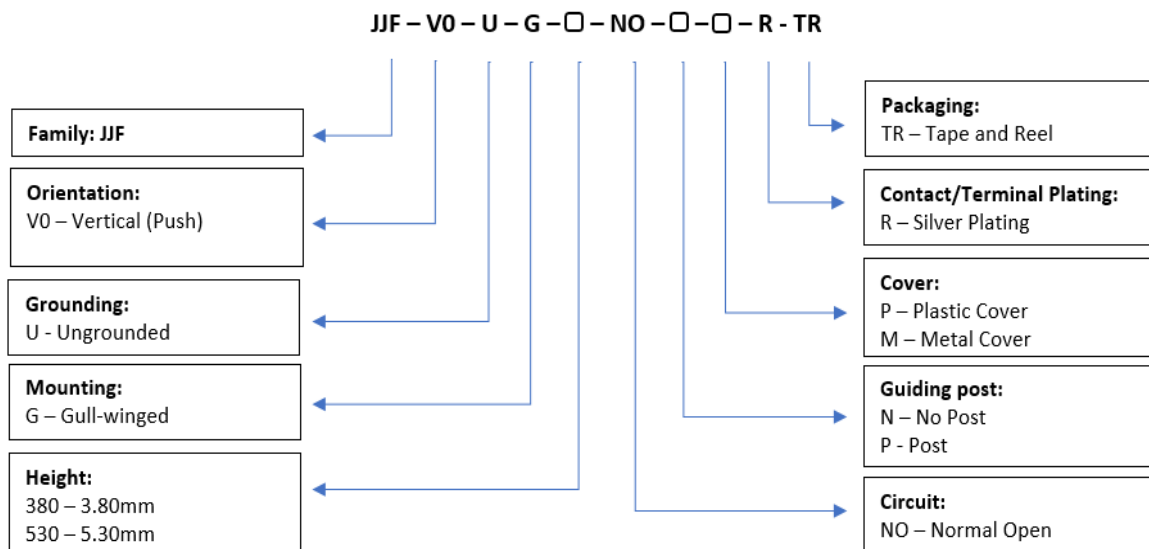 JJF – V0 – U – G – ▢ – NO – ▢ – ▢ – R - TR
Family: JJF
Orientation:
V0 – Vertical (Push)
Grounding:
U - Ungrounded
Mounting:
G – Gull-winged
Height:
380 – 3.80mm
530 – 5.30mm
Packaging:
TR – Tape and Reel
Contact/Terminal Plating:
R – Silver Plating
Cover:
P – Plastic Cover
M – Metal Cover
Guiding post:
N – No Post
P - Post
Circuit:
NO – Normal Open